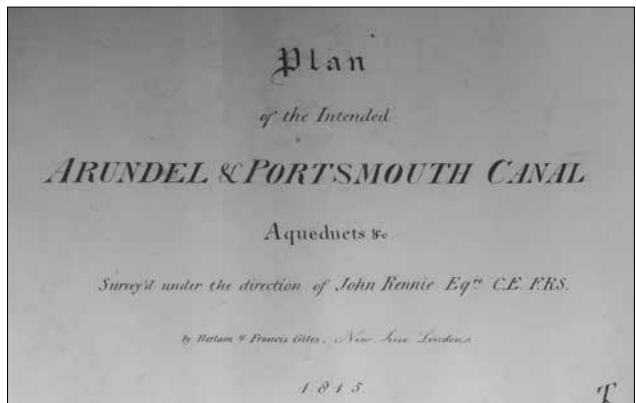 Plan
of the Intended
ARUNDEL & PORTSMOUTH CANAL
Aqueducts &c
Survey'd under the direction of John Rennie Eqre C.E. F.R.S.
by Netlam & Francis Giles, New Inn London.
1815.
T